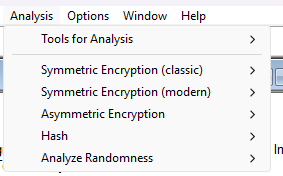 Analysis Options Window Help
Tools for Analysis
Symmetric Encryption (classic)
Symmetric Encryption (modern)
Asymmetric Encryption
Hash
Analyze Randomness